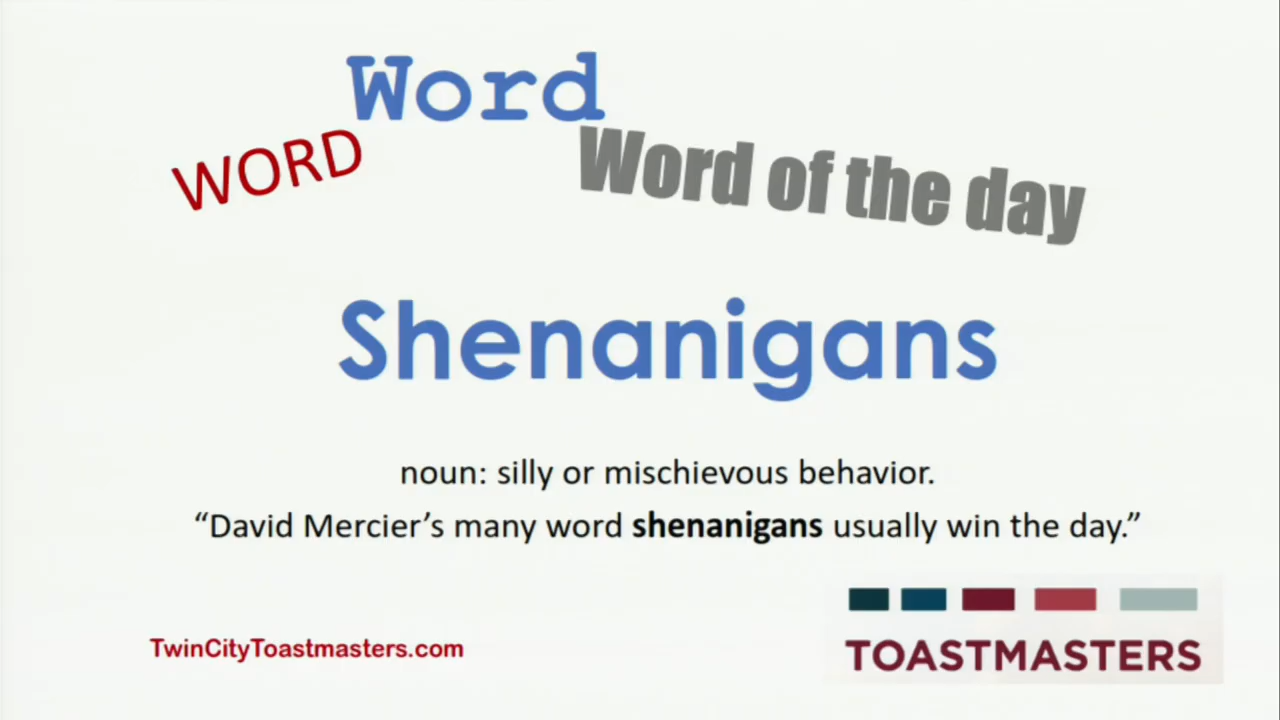 Word
WORD
Word of the day
Shenanigans
noun: silly or mischievous behavior.
“David Mercier’s many word shenanigans usually win the day.”
TwinCityToastmasters.com
TOASTMASTERS